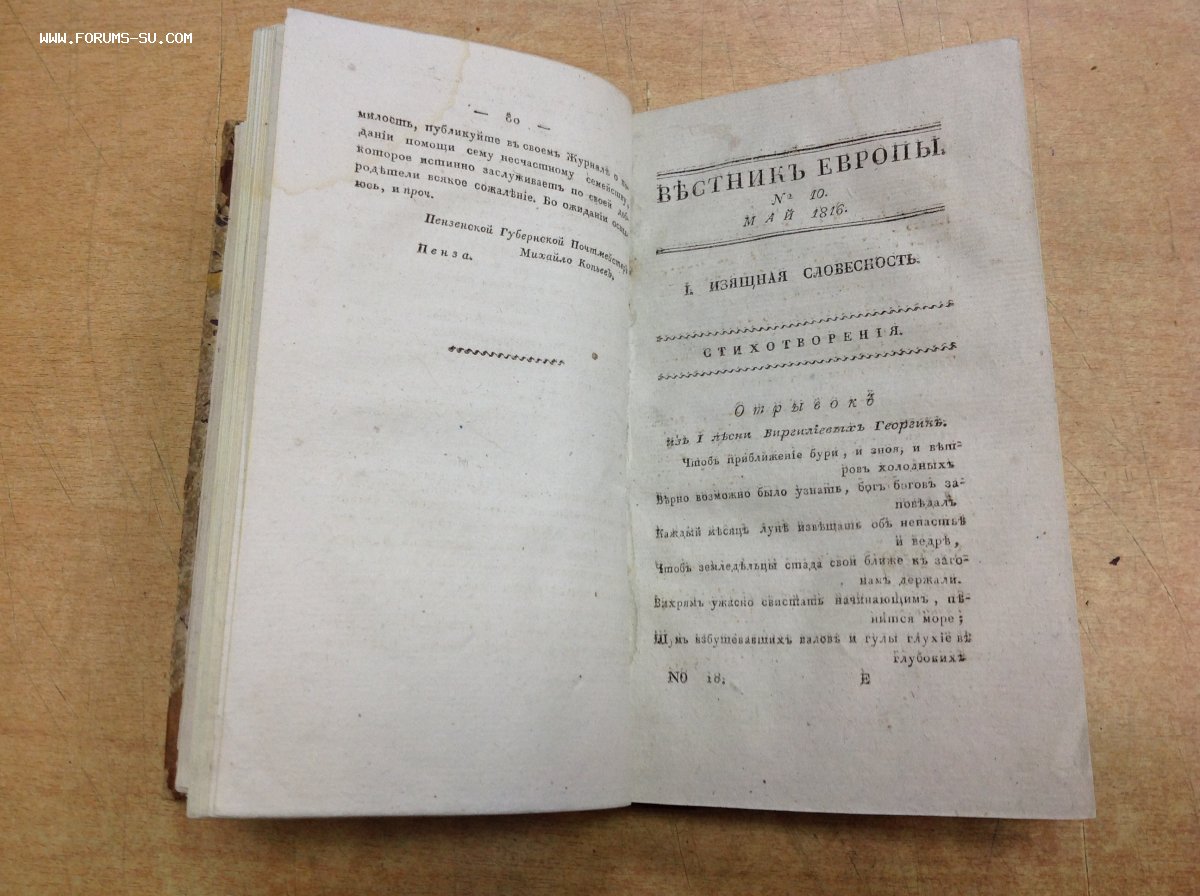 WWW.FORUMS-SU.COM
— 80 —
милость, публикуйте въ своемъ Журналѣ о
даніи помощи сему несчастному семейству,
которое истинно заслуживаетъ по своей доб-
родѣтели всякое сожалѣніе. Во ожиданіи
юсь, и проч.
Пензенской Губернской Почтмейстеръ
Пенза. Михайло Копьевъ.
ВѢСТНИКЪ ЕВРОПЫ.
№ 10.
МАЙ 1816.
I. ИЗЯЩНАЯ СЛОВЕСНОСТЬ.
СТИХОТВОРЕНІЯ.
Отрывокъ
изъ I пѣсни Виргиліевыхъ Георгикъ.
Чтобъ приближеніе бури, и зноя, и вѣт-
ровъ холодныхъ
Вѣрно возможно было узнать, богъ боговъ за-
повѣдалъ
Каждый мѣсяцъ лунѣ извѣщать объ ненастьѣ
и ведрѣ,
Чтобъ земледѣльцы стада свои ближе къ заго-
намъ держали.
Вихрямъ ужасно свистать начинающимъ, пѣ-
нится море;
Шумъ взбушевавшихъ валовъ и гулы глухіе въ
глубокихъ
No 10. Е